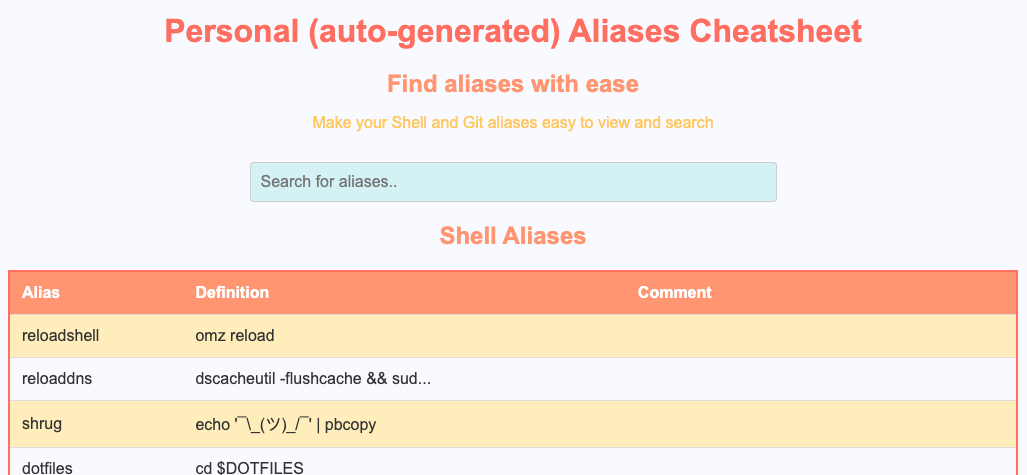 Personal (auto-generated) Aliases Cheatsheet
Find aliases with ease
Make your Shell and Git aliases easy to view and search
Search for aliases..
Shell Aliases
Alias Definition Comment
reloadshell omz reload
reloaddns dscacheutil -flushcache && sud...
shrug echo '¯\_(ツ)_/¯' | pbcopy
dotfiles cd $DOTFILES